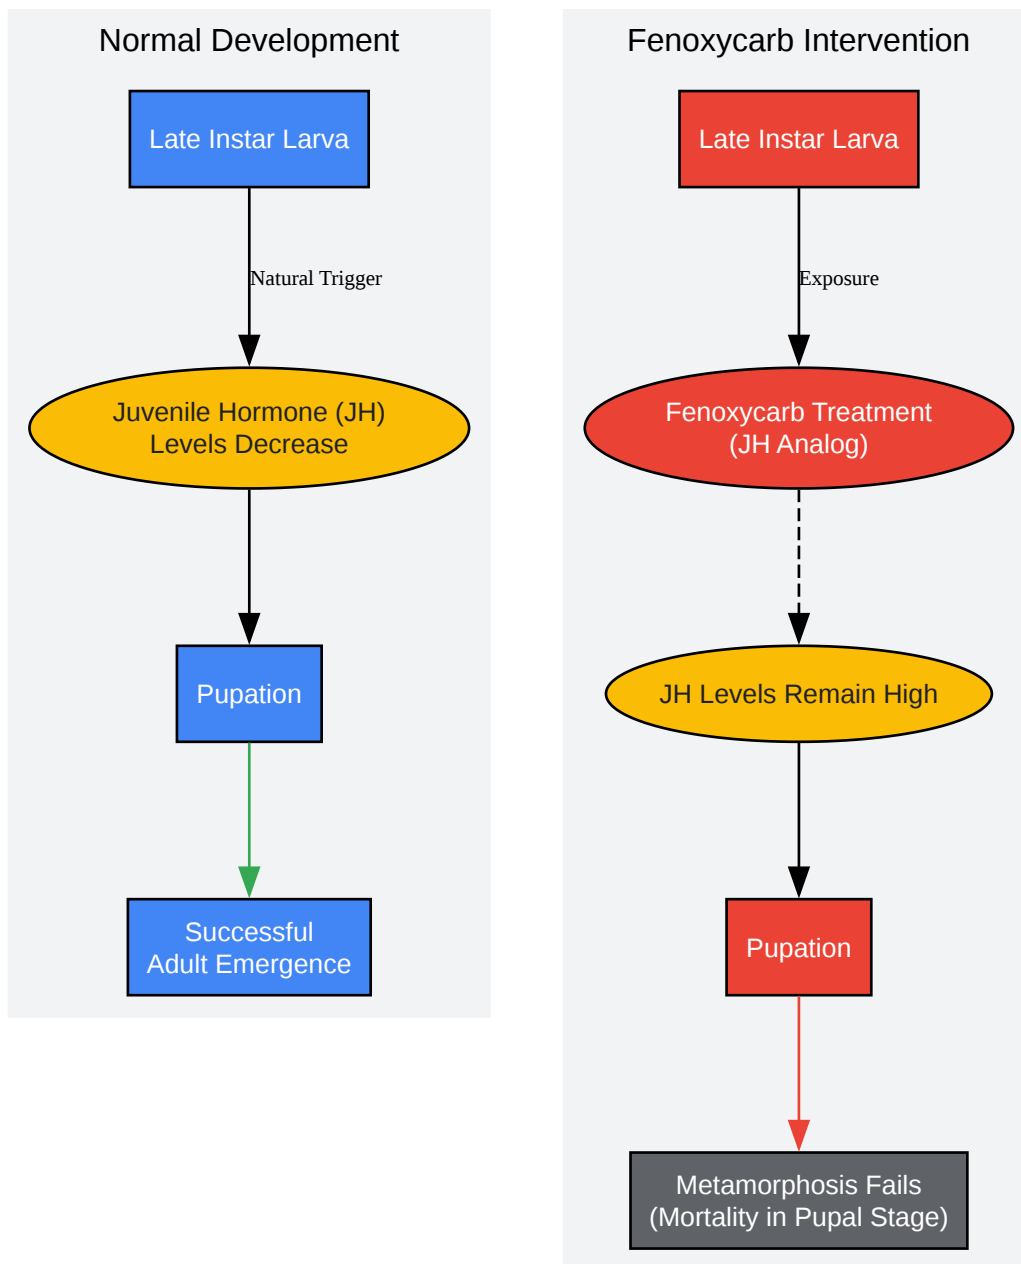 Normal Development
Late Instar Larva
Natural Trigger
Juvenile Hormone (JH)
Levels Decrease
Pupation
Successful
Adult Emergence
Fenoxycarb Intervention
Late Instar Larva
Exposure
Fenoxycarb Treatment
(JH Analog)
JH Levels Remain High
Pupation
Metamorphosis Fails
(Mortality in Pupal Stage)